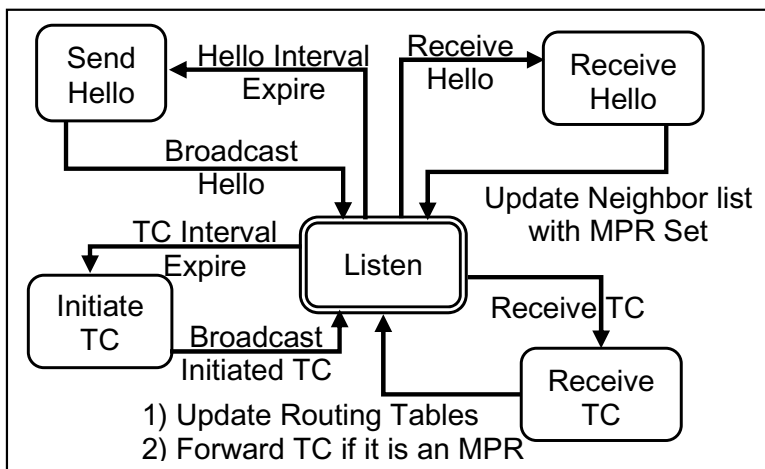 Send
Hello
Hello Interval
Expire
Receive
Hello
Receive
Hello
Broadcast
Hello
Update Neighbor list
with MPR Set
TC Interval
Expire
Listen
Initiate
TC
Broadcast
Initiated TC
Receive TC
Receive
TC
1) Update Routing Tables
2) Forward TC if it is an MPR